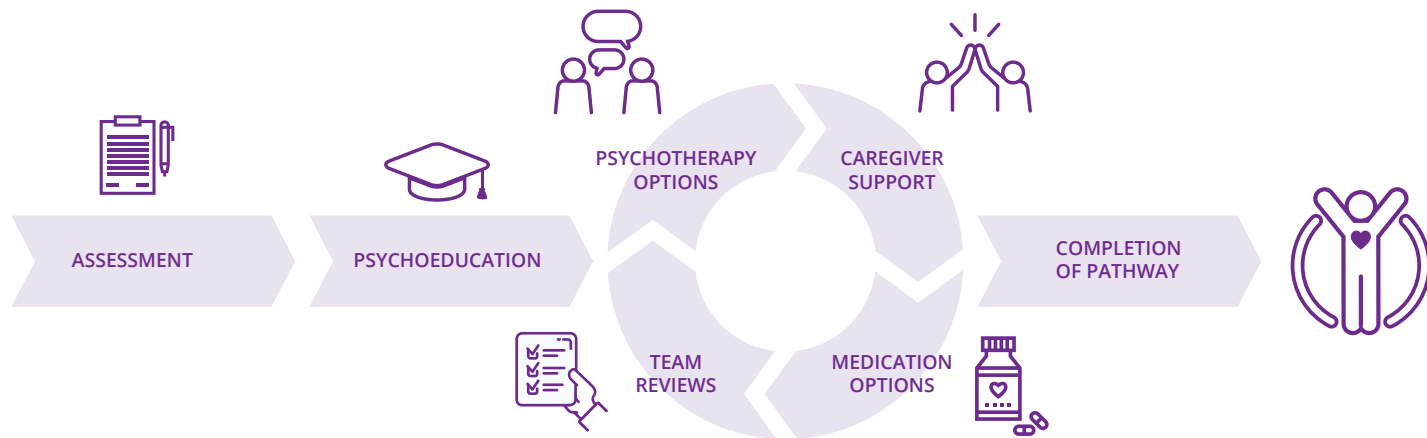 ASSESSMENT
PSYCHOEDUCATION
PSYCHOTHERAPY
OPTIONS
CAREGIVER
SUPPORT
MEDICATION
OPTIONS
TEAM
REVIEWS
COMPLETION
OF PATHWAY